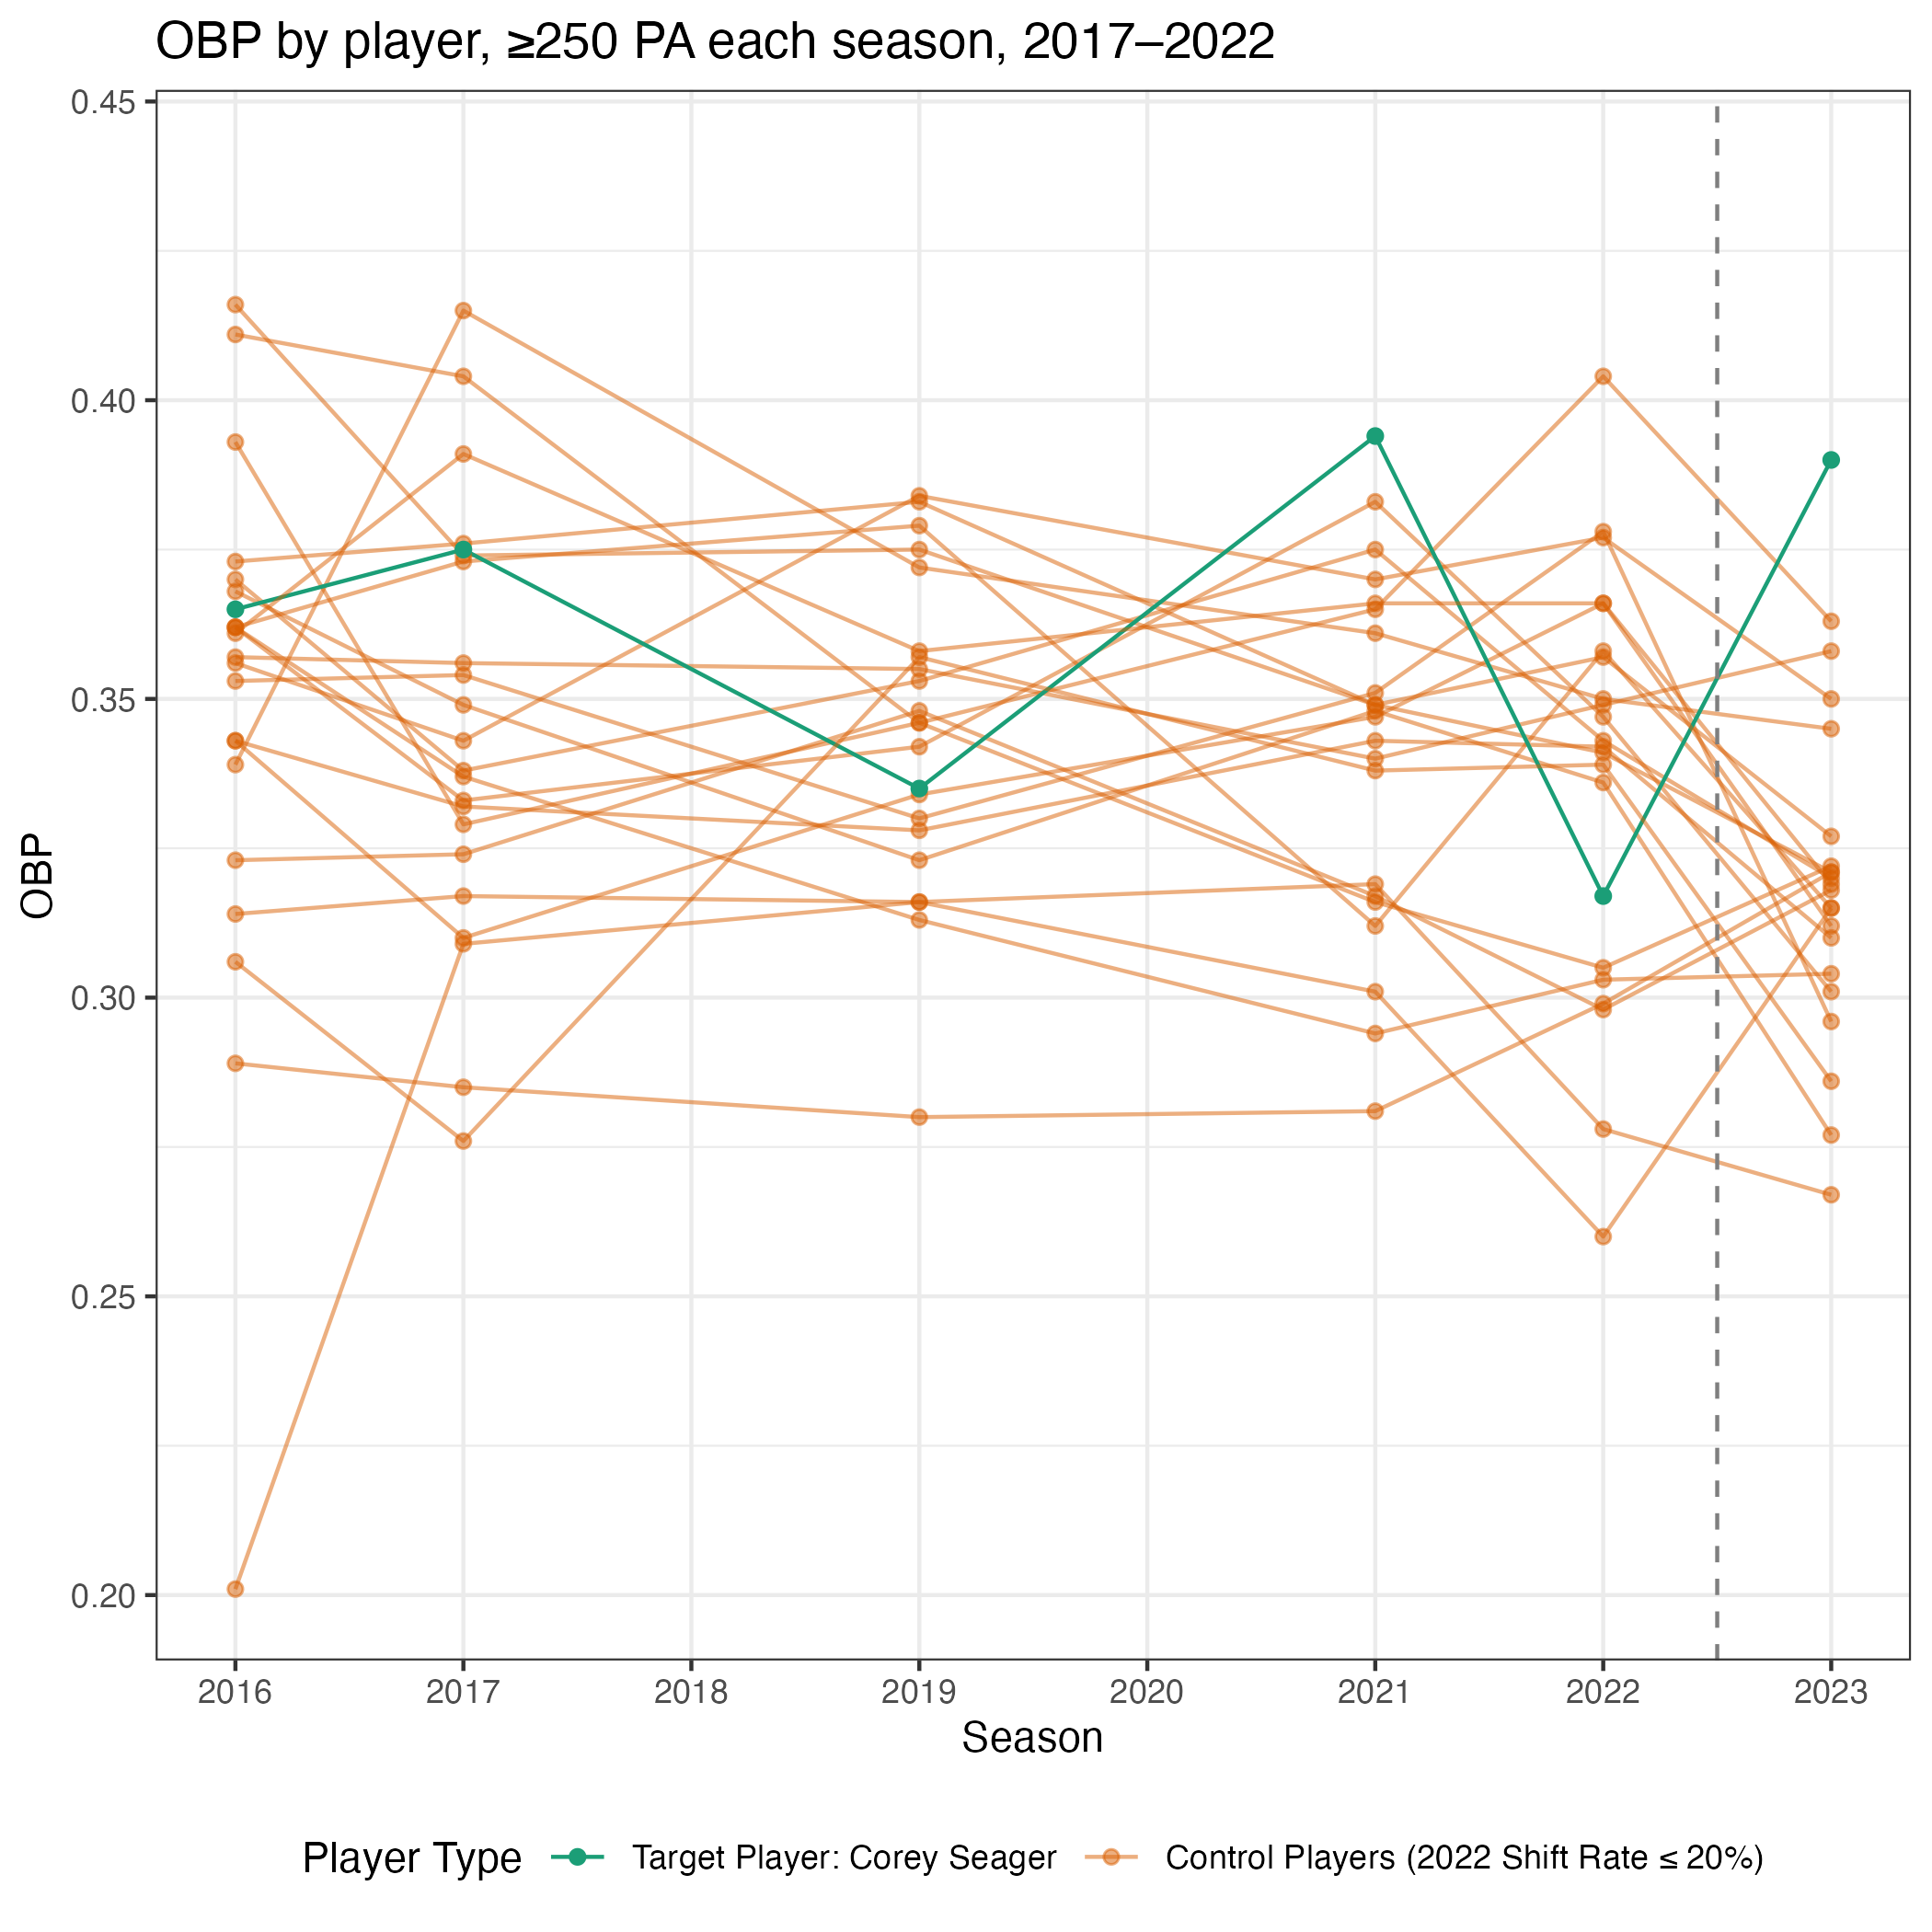 OBP by player, ≥250 PA each season, 2017–2022
0.45
0.40
0.35
0.30
0.25
0.20
OBP
2016 2017 2018 2019 2020 2021 2022 2023
Season
Player Type Target Player: Corey Seager Control Players (2022 Shift Rate ≤ 20%)